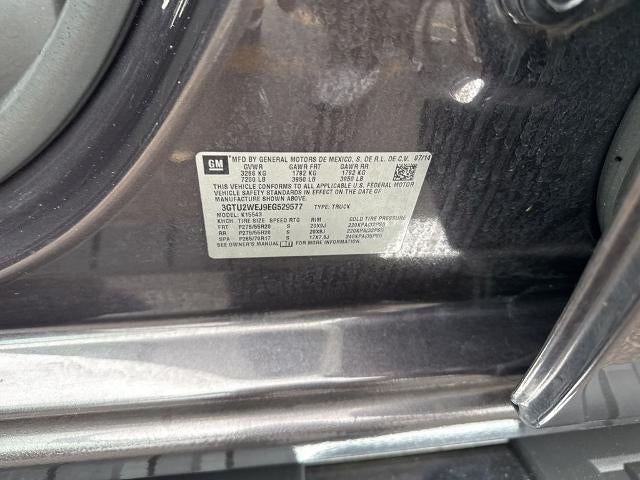 GM
MFD BY GENERAL MOTORS DE MEXICO, S. DE R.L. DE C.V. 07/14
GVWR GAWR FRT GAWR RR
3266 KG 1792 KG 1792 KG
7200 LB 3950 LB 3950 LB
THIS VEHICLE CONFORMS TO ALL APPLICABLE U.S. FEDERAL MOTOR
VEHICLE SAFETY STANDARDS IN EFFECT ON THE DATE OF
MANUFACTURE SHOWN ABOVE.
3GTU2WEJ9EG529577 TYPE: TRUCK
MODEL: K15543
TIRE SIZE SPEED RTG RIM COLD TIRE PRESSURE
FRT P275/55R20 S 20X9J 220KPA(32PSI)
RR P275/55R20 S 20X9J 220KPA(32PSI)
SPA P265/70R17 S 17X7.5J 240KPA(35PSI)
SEE OWNER'S MANUAL FOR ADDITIONAL INFORMATION